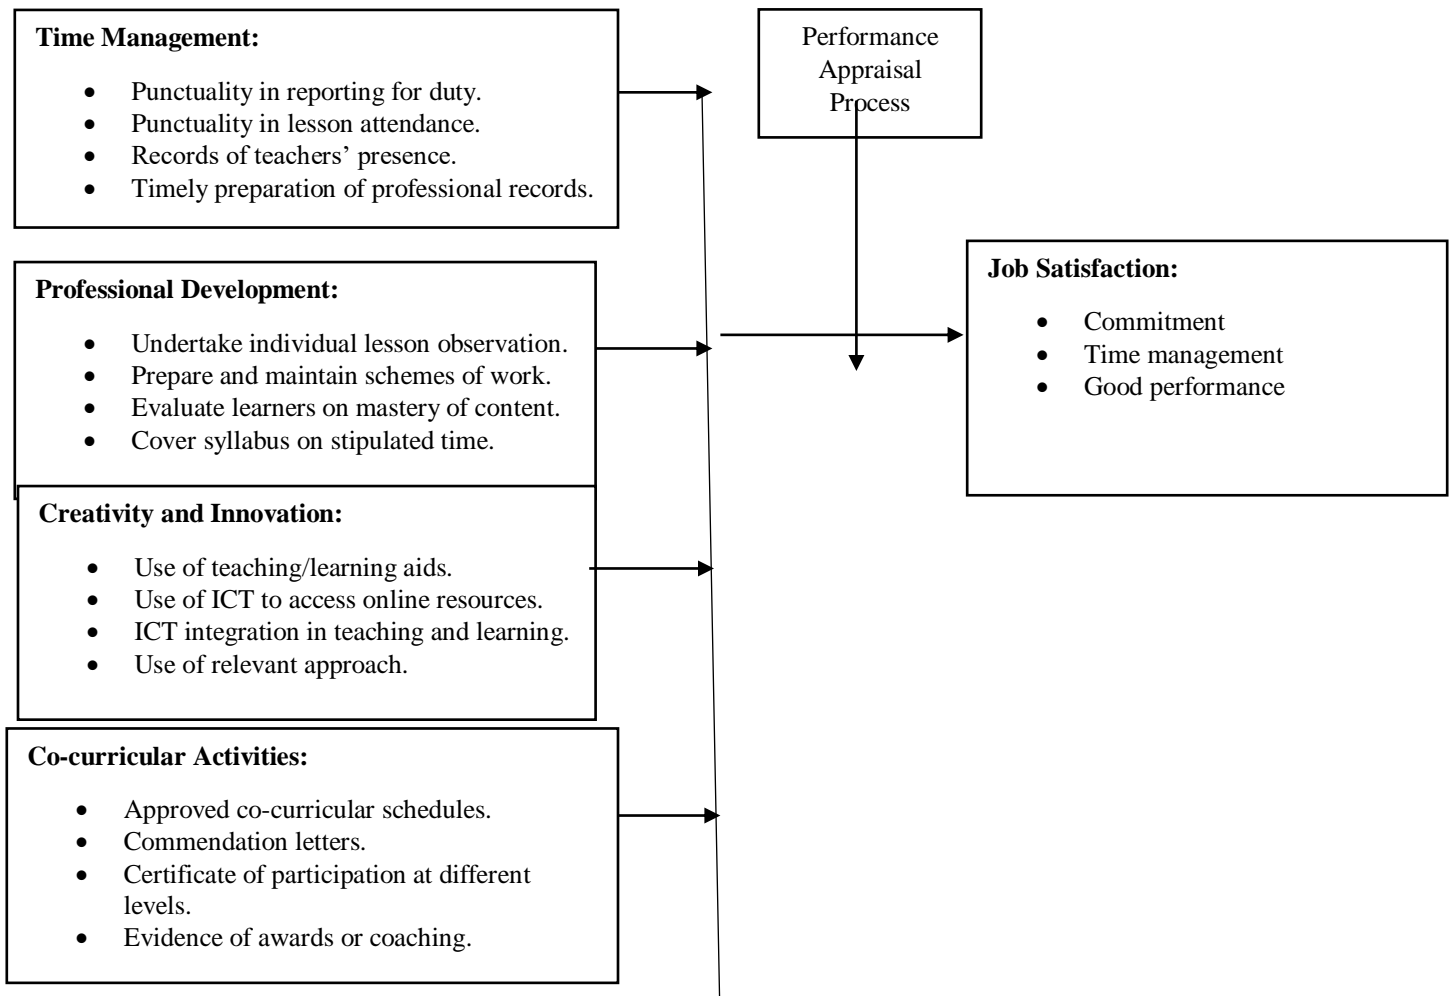 Time Management:
• Punctuality in reporting for duty.
• Punctuality in lesson attendance.
• Records of teachers’ presence.
• Timely preparation of professional records.
Performance
Appraisal
Process
Professional Development:
• Undertake individual lesson observation.
• Prepare and maintain schemes of work.
• Evaluate learners on mastery of content.
• Cover syllabus on stipulated time.
Job Satisfaction:
• Commitment
• Time management
• Good performance
Creativity and Innovation:
• Use of teaching/learning aids.
• Use of ICT to access online resources.
• ICT integration in teaching and learning.
• Use of relevant approach.
Co-curricular Activities:
• Approved co-curricular schedules.
• Commendation letters.
• Certificate of participation at different
levels.
• Evidence of awards or coaching.